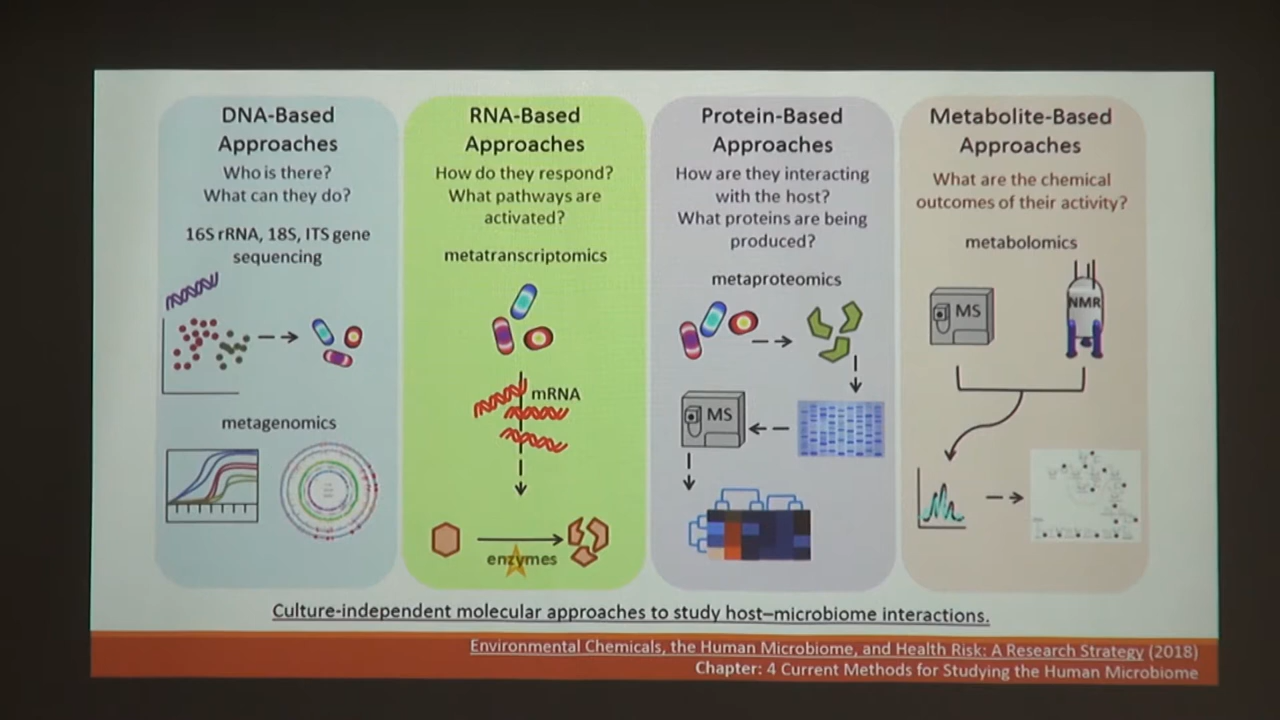 DNA-Based
Approaches
Who is there?
What can they do?
16S rRNA, 18S, ITS gene
sequencing
metagenomics
RNA-Based
Approaches
How do they respond?
What pathways are
activated?
metatranscriptomics
mRNA
enzymes
Protein-Based
Approaches
How are they interacting
with the host?
What proteins are being
produced?
metaproteomics
MS
Metabolite-Based
Approaches
What are the chemical
outcomes of their activity?
metabolomics
MS
NMR
Culture-independent molecular approaches to study host–microbiome interactions.
Environmental Chemicals, the Human Microbiome, and Health Risk: A Research Strategy (2018)
Chapter: 4 Current Methods for Studying the Human Microbiome